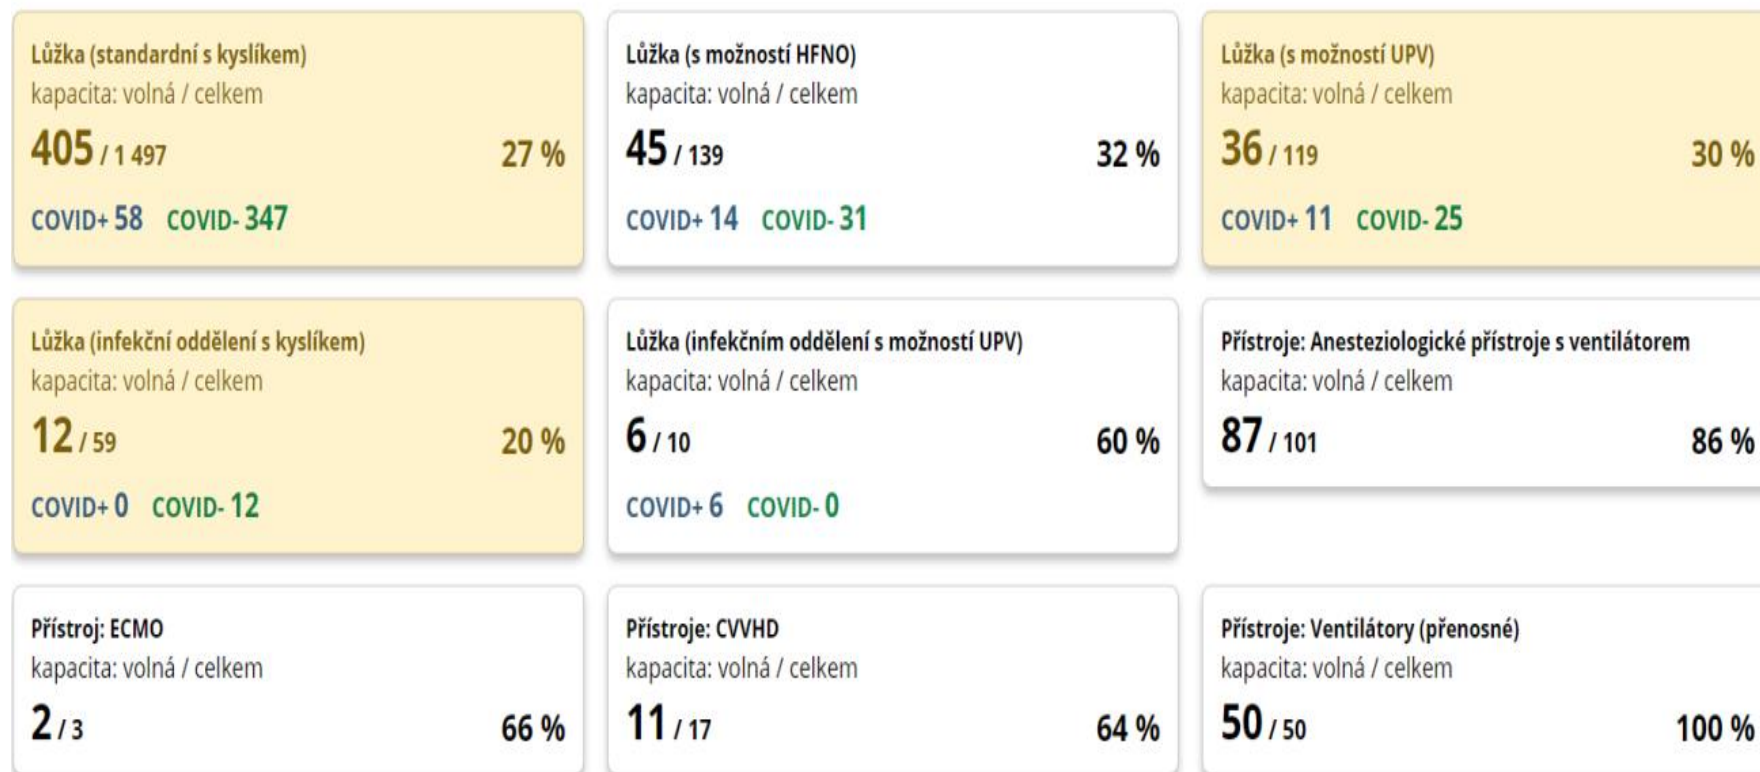 Lůžka (standardní s kyslíkem)
kapacita: volná / celkem
405 / 1 497 27 %
COVID+ 58 COVID- 347
Lůžka (s možností HFNO)
kapacita: volná / celkem
45 / 139 32 %
COVID+ 14 COVID- 31
Lůžka (s možností UPV)
kapacita: volná / celkem
36 / 119 30 %
COVID+ 11 COVID- 25
Lůžka (infekční oddělení s kyslíkem)
kapacita: volná / celkem
12 / 59 20 %
COVID+ 0 COVID- 12
Lůžka (infekčním oddělení s možností UPV)
kapacita: volná / celkem
6 / 10 60 %
COVID+ 6 COVID- 0
Přístroje: Anesteziologické přístroje s ventilátorem
kapacita: volná / celkem
87 / 101 86 %
Přístroj: ECMO
kapacita: volná / celkem
2 / 3 66 %
Přístroje: CVVHD
kapacita: volná / celkem
11 / 17 64 %
Přístroje: Ventilátory (přenosné)
kapacita: volná / celkem
50 / 50 100 %